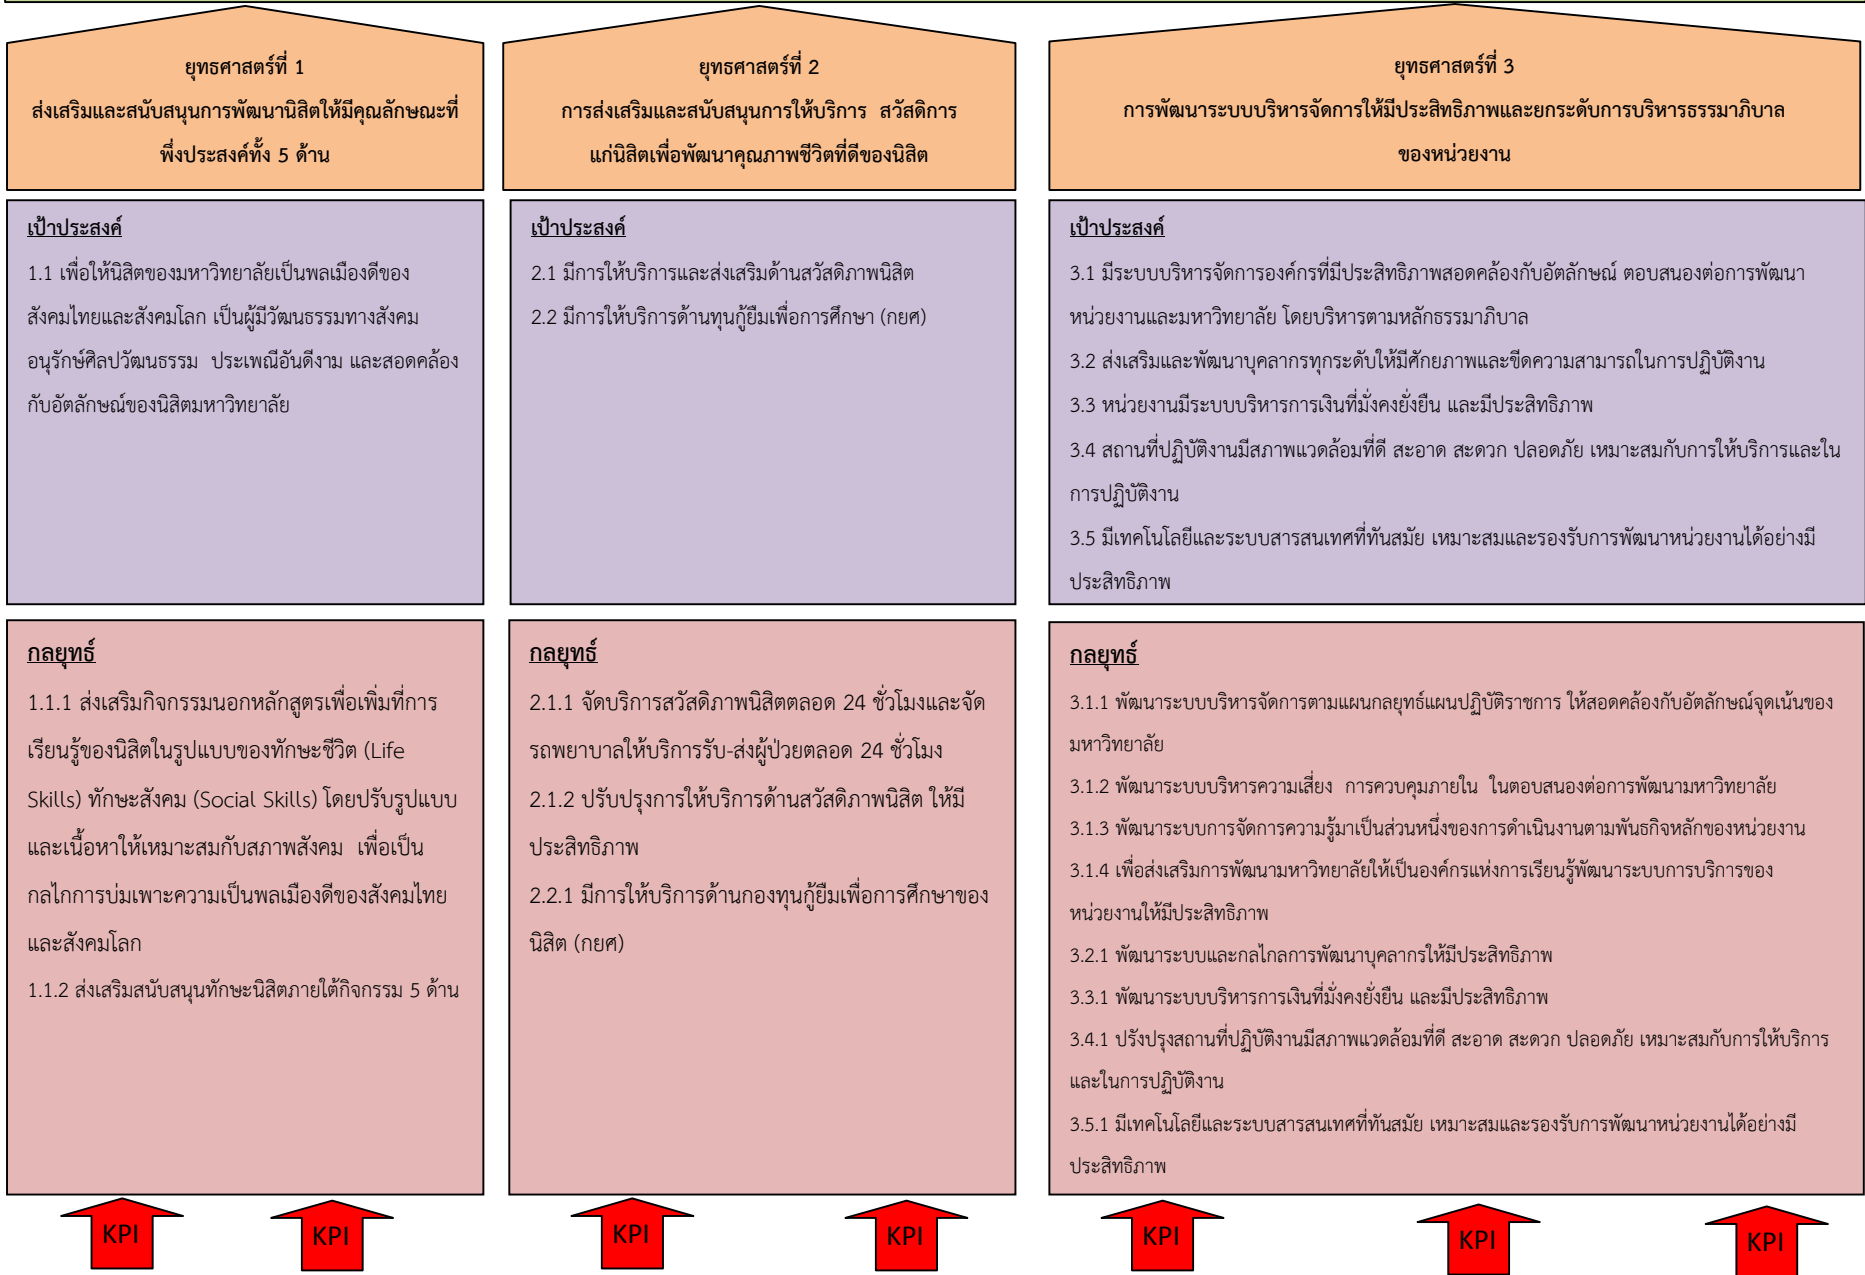 ยุทธศาสตร์ที่ 1
ส่งเสริมและสนับสนุนการพัฒนานิสิตให้มีคุณลักษณะที่
พึ่งประสงค์ทั้ง 5 ด้าน
ยุทธศาสตร์ที่ 2
การส่งเสริมและสนับสนุนการให้บริการ สวัสดิการ
แก่นิสิตเพื่อพัฒนาคุณภาพชีวิตที่ดีของนิสิต
ยุทธศาสตร์ที่ 3
การพัฒนาระบบบริหารจัดการให้มีประสิทธิภาพและยกระดับการบริหารธรรมาภิบาล
ของหน่วยงาน
เป้าประสงค์
1.1 เพื่อให้นิสิตของมหาวิทยาลัยเป็นพลเมืองดีของ
สังคมไทยและสังคมโลก เป็นผู้มีวัฒนธรรมทางสังคม
อนุรักษ์ศิลปวัฒนธรรม ประเพณีอันดีงาม และสอดคล้อง
กับอัตลักษณ์ของนิสิตมหาวิทยาลัย
เป้าประสงค์
2.1 มีการให้บริการและส่งเสริมด้านสวัสดิภาพนิสิต
2.2 มีการให้บริการด้านทุนกู้ยืมเพื่อการศึกษา (กยศ)
เป้าประสงค์
3.1 มีระบบบริหารจัดการองค์กรที่มีประสิทธิภาพสอดคล้องกับอัตลักษณ์ ตอบสนองต่อการพัฒนา
หน่วยงานและมหาวิทยาลัย โดยบริหารตามหลักธรรมาภิบาล
3.2 ส่งเสริมและพัฒนาบุคลากรทุกระดับให้มีศักยภาพและขีดความสามารถในการปฏิบัติงาน
3.3 หน่วยงานมีระบบบริหารการเงินที่มั่งคงยั่งยืน และมีประสิทธิภาพ
3.4 สถานที่ปฏิบัติงานมีสภาพแวดล้อมที่ดี สะอาด สะดวก ปลอดภัย เหมาะสมกับการให้บริการและใน
การปฏิบัติงาน
3.5 มีเทคโนโลยีและระบบสารสนเทศที่ทันสมัย เหมาะสมและรองรับการพัฒนาหน่วยงานได้อย่างมี
ประสิทธิภาพ
กลยุทธ์
1.1.1 ส่งเสริมกิจกรรมนอกหลักสูตรเพื่อเพิ่มที่การ
เรียนรู้ของนิสิตในรูปแบบของทักษะชีวิต (Life
Skills) ทักษะสังคม (Social Skills) โดยปรับรูปแบบ
และเนื้อหาให้เหมาะสมกับสภาพสังคม เพื่อเป็น
กลไกการบ่มเพาะความเป็นพลเมืองดีของสังคมไทย
และสังคมโลก
1.1.2 ส่งเสริมสนับสนุนทักษะนิสิตภายใต้กิจกรรม 5 ด้าน
กลยุทธ์
2.1.1 จัดบริการสวัสดิภาพนิสิตตลอด 24 ชั่วโมงและจัด
รถพยาบาลให้บริการรับ-ส่งผู้ป่วยตลอด 24 ชั่วโมง
2.1.2 ปรับปรุงการให้บริการด้านสวัสดิภาพนิสิต ให้มี
ประสิทธิภาพ
2.2.1 มีการให้บริการด้านกองทุนกู้ยืมเพื่อการศึกษาของ
นิสิต (กยศ)
กลยุทธ์
3.1.1 พัฒนาระบบบริหารจัดการตามแผนกลยุทธ์แผนปฏิบัติราชการ ให้สอดคล้องกับอัตลักษณ์จุดเน้นของ
มหาวิทยาลัย
3.1.2 พัฒนาระบบบริหารความเสี่ยง การควบคุมภายใน ในตอบสนองต่อการพัฒนามหาวิทยาลัย
3.1.3 พัฒนาระบบการจัดการความรู้มาเป็นส่วนหนึ่งของการดำเนินงานตามพันธกิจหลักของหน่วยงาน
3.1.4 เพื่อส่งเสริมการพัฒนามหาวิทยาลัยให้เป็นองค์กรแห่งการเรียนรู้พัฒนาระบบการบริการของ
หน่วยงานให้มีประสิทธิภาพ
3.2.1 พัฒนาระบบและกลไกลการพัฒนาบุคลากรให้มีประสิทธิภาพ
3.3.1 พัฒนาระบบบริหารการเงินที่มั่งคงยั่งยืน และมีประสิทธิภาพ
3.4.1 ปรังปรุงสถานที่ปฏิบัติงานมีสภาพแวดล้อมที่ดี สะอาด สะดวก ปลอดภัย เหมาะสมกับการให้บริการ
และในการปฏิบัติงาน
3.5.1 มีเทคโนโลยีและระบบสารสนเทศที่ทันสมัย เหมาะสมและรองรับการพัฒนาหน่วยงานได้อย่างมี
ประสิทธิภาพ
KPI
KPI
KPI
KPI
KPI
KPI
KPI